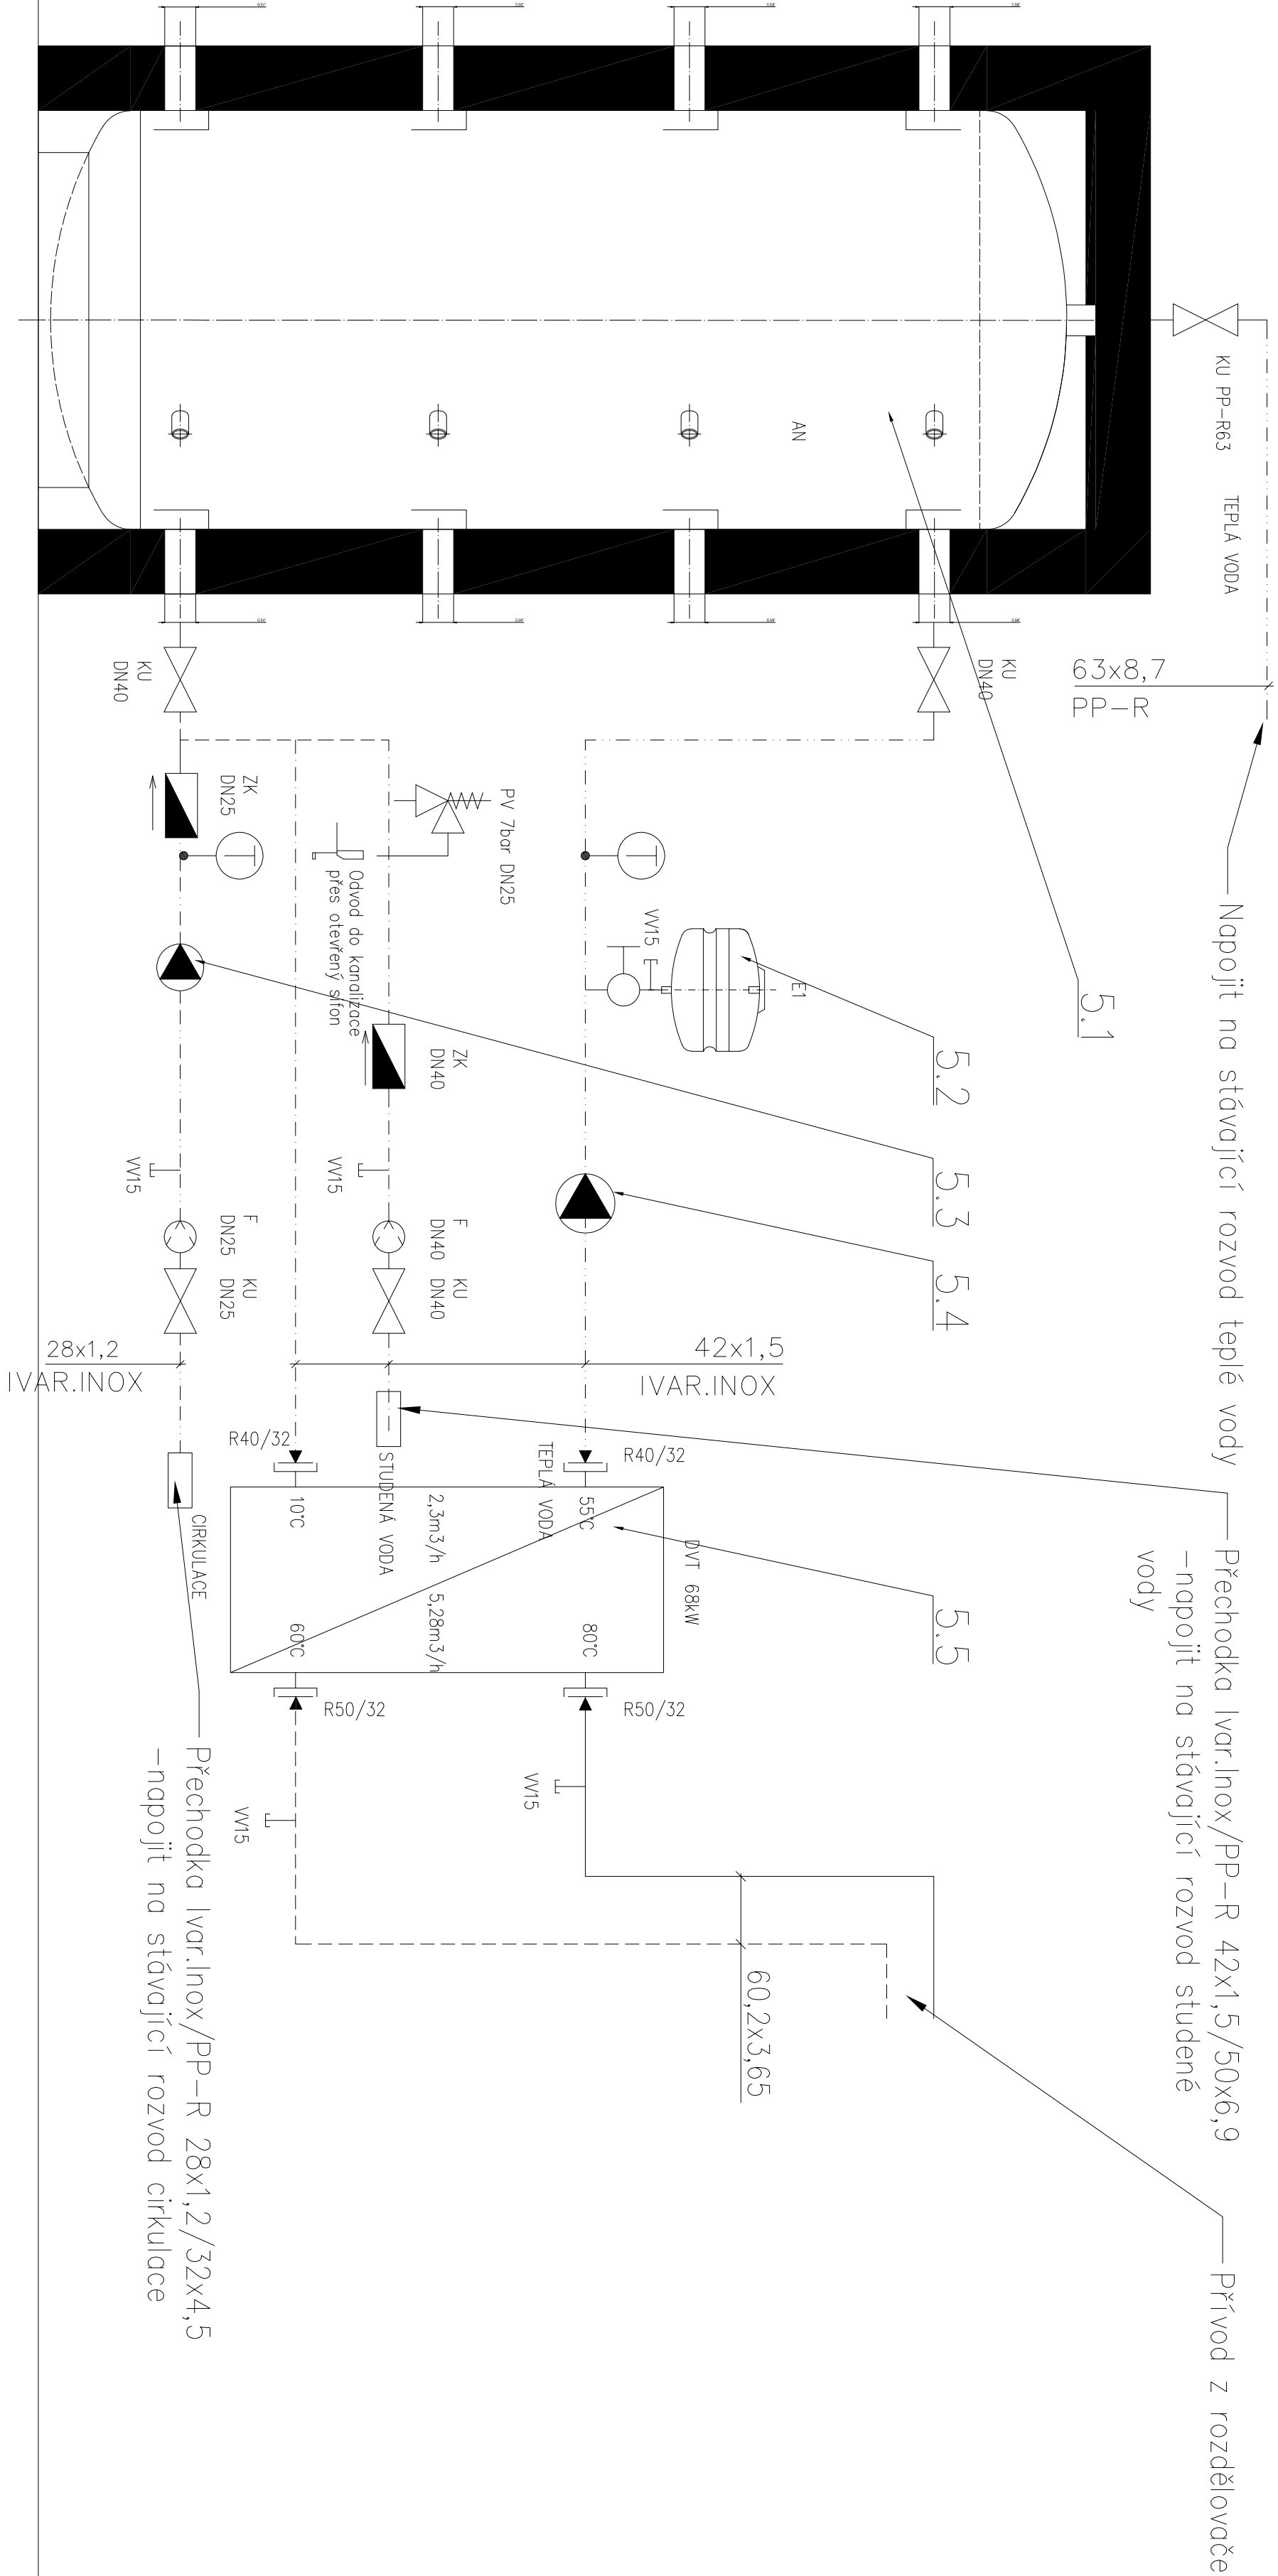 KU PP-R63
TEPLÁ VODA
AN
63x8,7
PP-R
Napojit na stávající rozvod teplé vody
5.1
KU
DN40
KU
DN40
ZK
DN25
PV 7bar DN25
Odvod do kanalizace
přes otevřený sifon
VV15
E1
5.2
5.3
5.4
ZK
DN40
VV15
VV15
F
DN25
KU
DN25
F
DN40
KU
DN40
28x1,2
IVAR.INOX
42x1,5
IVAR.INOX
R40/32
R40/32
STUDENÁ VODA
TEPLÁ VODA
CIRKULACE
10°C
2,3m3/h
55°C
60°C
5,28m3/h
80°C
DVT 68kW
5.5
R50/32
R50/32
VV15
VV15
60,2x3,65
Přechodka Ivar.Inox/PP-R 42x1,5/50x6,9
-napojit na stávající rozvod studené
vody
Přechodka Ivar.Inox/PP-R 28x1,2/32x4,5
-napojit na stávající rozvod cirkulace
Přívod z rozdělovače